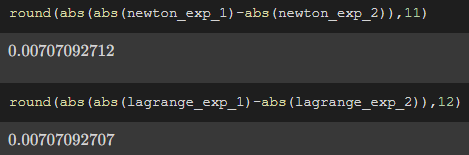 round(abs(abs(newton_exp_1)-abs(newton_exp_2)),11)
0.00707092712
round(abs(abs(lagrange_exp_1)-abs(lagrange_exp_2)),12)
0.00707092707